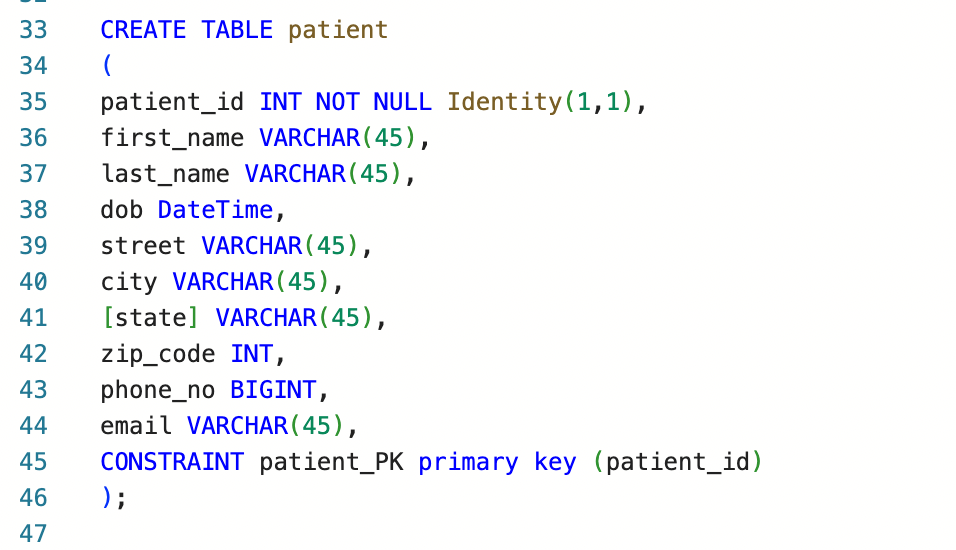 33 CREATE TABLE patient
34 (
35 patient_id INT NOT NULL Identity(1,1),
36 first_name VARCHAR(45),
37 last_name VARCHAR(45),
38 dob DateTime,
39 street VARCHAR(45),
40 city VARCHAR(45),
41 [state] VARCHAR(45),
42 zip_code INT,
43 phone_no BIGINT,
44 email VARCHAR(45),
45 CONSTRAINT patient_PK primary key (patient_id)
46 );
47